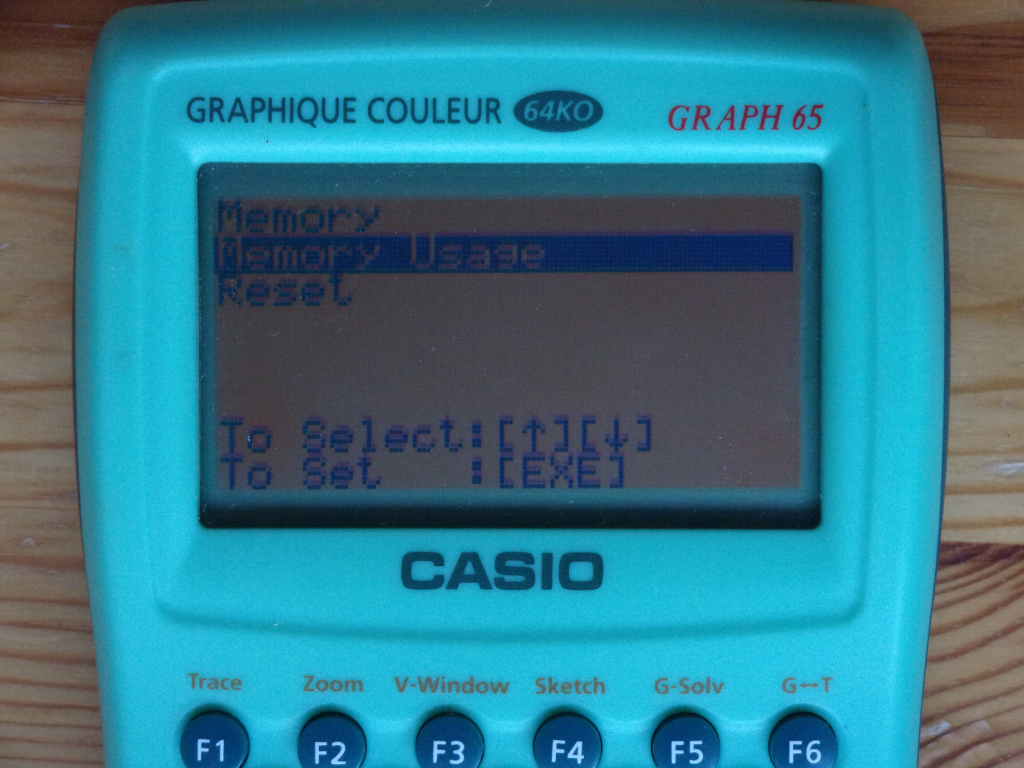 GRAPHIQUE COULEUR 64KO GRAPH 65
Memory
Memory Usage
Reset
To Select:[↑][↓]
To Set   :[EXE]
CASIO
Trace Zoom V-Window Sketch G-Solv G↔T
F1 F2 F3 F4 F5 F6